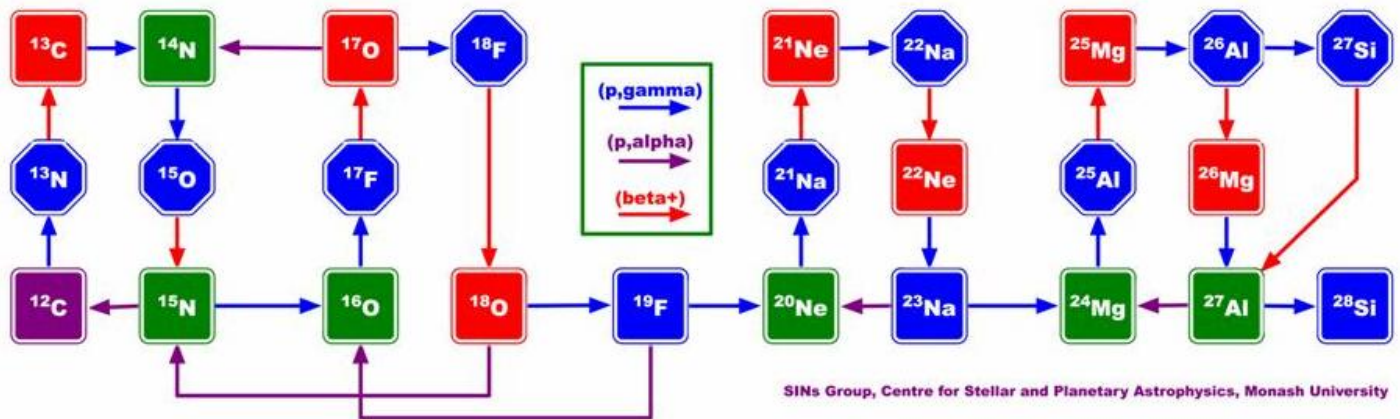 ¹³C ¹⁴N ¹⁷O ¹⁸F ²¹Ne ²²Na ²⁵Mg ²⁶Al ²⁷Si
(p,gamma)
(p,alpha)
(beta+)
¹³N ¹⁵O ¹⁷F ²¹Na ²²Ne ²⁵Al ²⁶Mg
¹²C ¹⁵N ¹⁶O ¹⁸O ¹⁹F ²⁰Ne ²³Na ²⁴Mg ²⁷Al ²⁸Si
SINs Group, Centre for Stellar and Planetary Astrophysics, Monash University